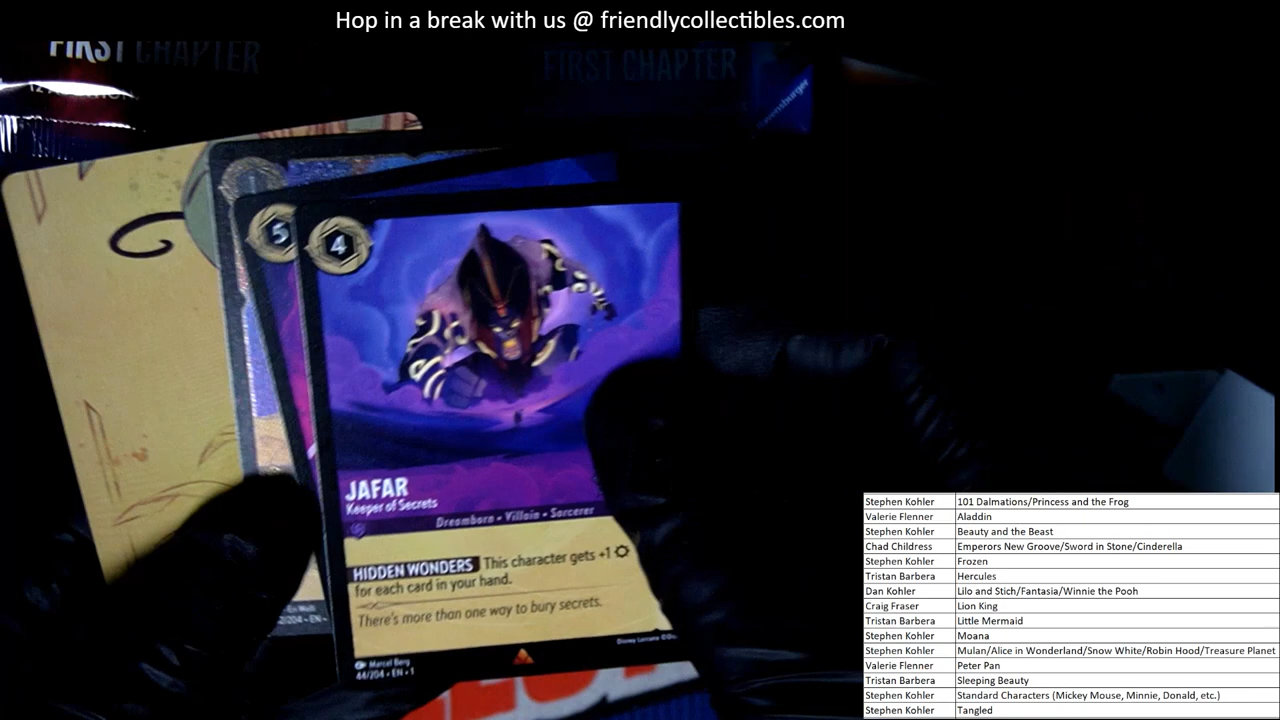 Hop in a break with us @ friendlycollectibles.com
FIRST CHAPTER
FIRST CHAPTER
Ravensburger
5
4
JAFAR
Keeper of Secrets
Dreamborn • Villain • Sorcerer
HIDDEN WONDERS This character gets +1
for each card in your hand.
There's more than one way to bury secrets.
Marcel Berg
44/204 • EN • 1
Disney Lorcana
/204 • EN •
Stephen Kohler 101 Dalmations/Princess and the Frog
Valerie Flenner Aladdin
Stephen Kohler Beauty and the Beast
Chad Childress Emperors New Groove/Sword in Stone/Cinderella
Stephen Kohler Frozen
Tristan Barbera Hercules
Dan Kohler Lilo and Stich/Fantasia/Winnie the Pooh
Craig Fraser Lion King
Tristan Barbera Little Mermaid
Stephen Kohler Moana
Stephen Kohler Mulan/Alice in Wonderland/Snow White/Robin Hood/Treasure Planet
Valerie Flenner Peter Pan
Tristan Barbera Sleeping Beauty
Stephen Kohler Standard Characters (Mickey Mouse, Minnie, Donald, etc.)
Stephen Kohler Tangled